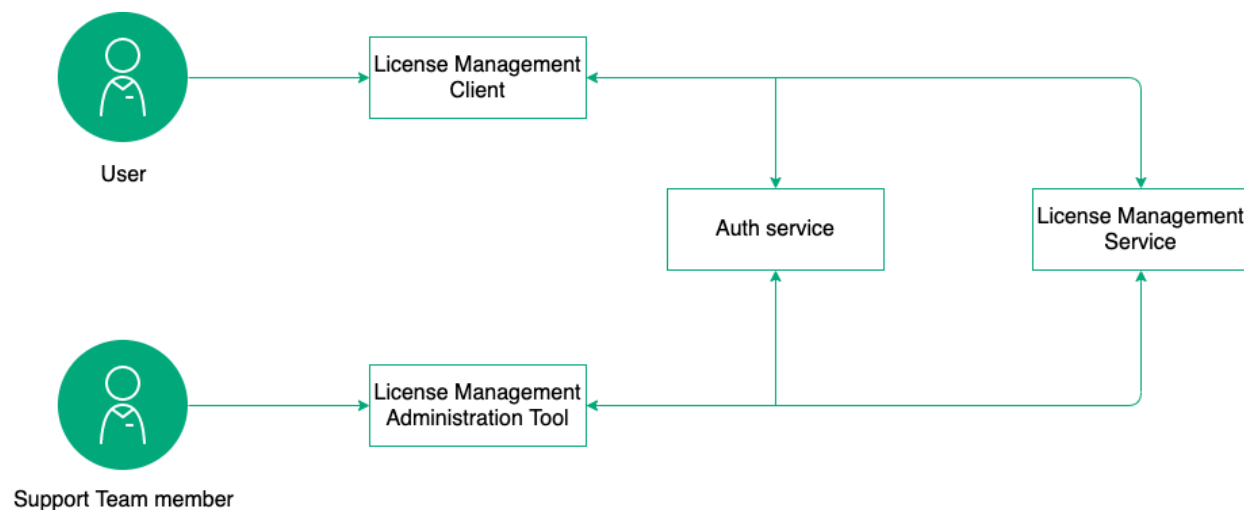 License Management
Client
User
Auth service
License Management
Service
License Management
Administration Tool
Support Team member